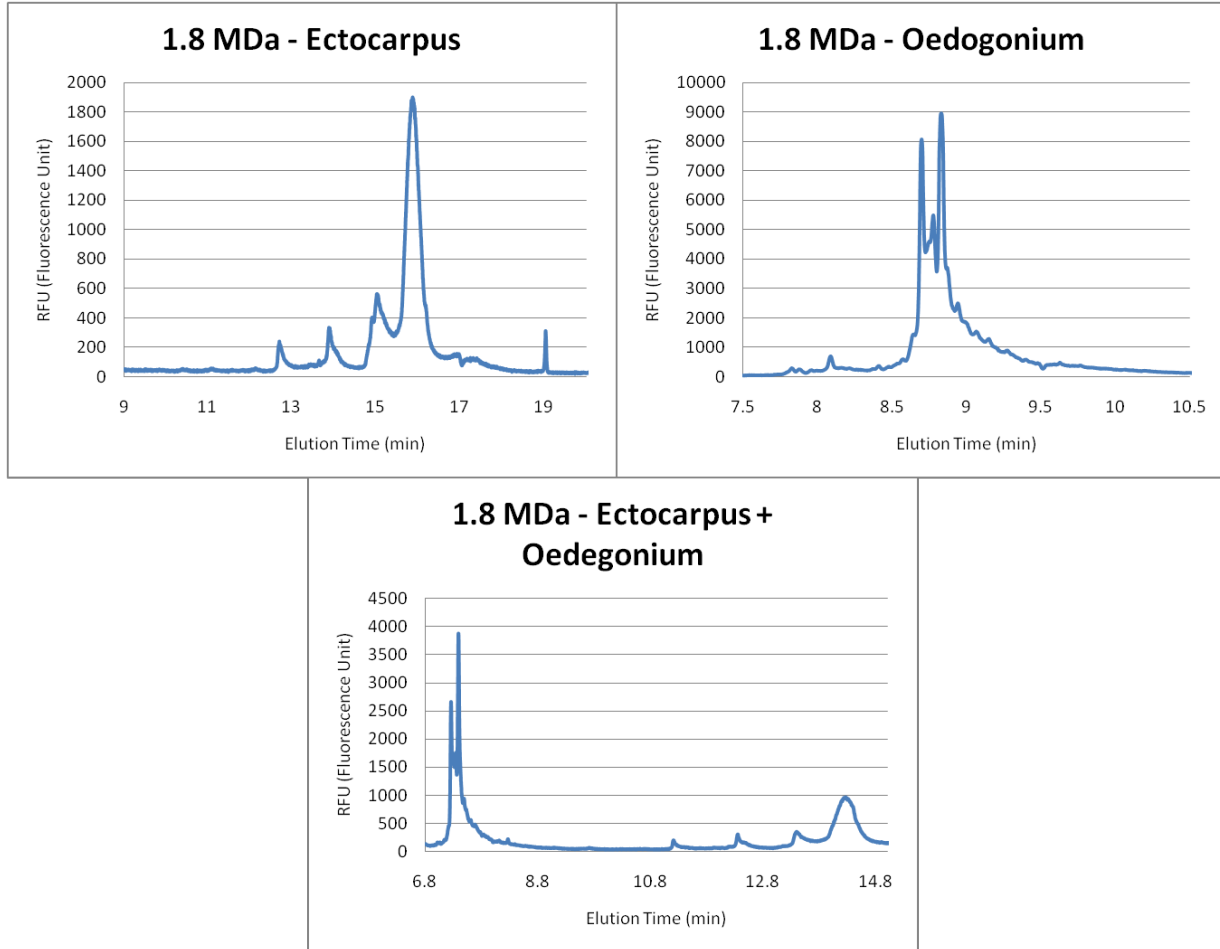 1.8 MDa - Ectocarpus
2000
1800
1600
1400
1200
1000
800
600
400
200
0
RFU (Fluorescence Unit)
9 11 13 15 17 19
Elution Time (min)
1.8 MDa - Oedogonium
10000
9000
8000
7000
6000
5000
4000
3000
2000
1000
0
RFU (Fluorescence Unit)
7.5 8 8.5 9 9.5 10 10.5
Elution Time (min)
1.8 MDa - Ectocarpus +
Oedegonium
4500
4000
3500
3000
2500
2000
1500
1000
500
0
RFU (Fluorescence Unit)
6.8 8.8 10.8 12.8 14.8
Elution Time (min)